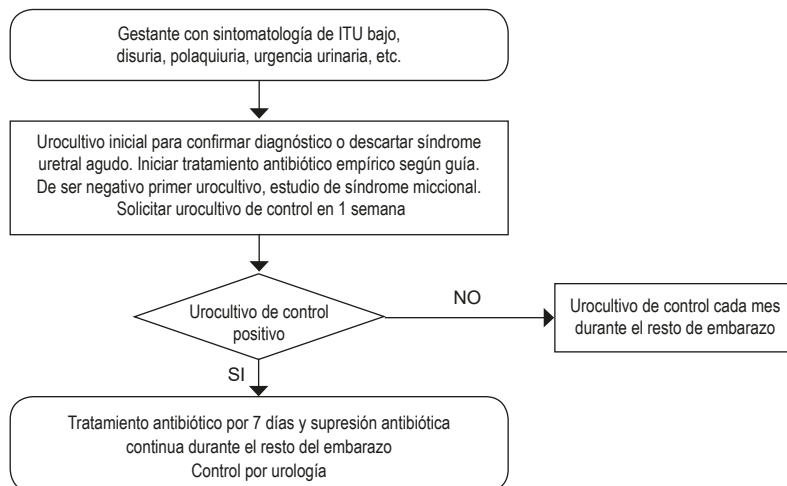 Gestante con sintomatología de ITU bajo,
disuria, polaquiuria, urgencia urinaria, etc.
Urocultivo inicial para confirmar diagnóstico o descartar síndrome
uretral agudo. Iniciar tratamiento antibiótico empírico según guía.
De ser negativo primer urocultivo, estudio de síndrome miccional.
Solicitar urocultivo de control en 1 semana
Urocultivo de control
positivo
NO
Urocultivo de control cada mes
durante el resto de embarazo
SI
Tratamiento antibiótico por 7 días y supresión antibiótica
continua durante el resto del embarazo
Control por urología